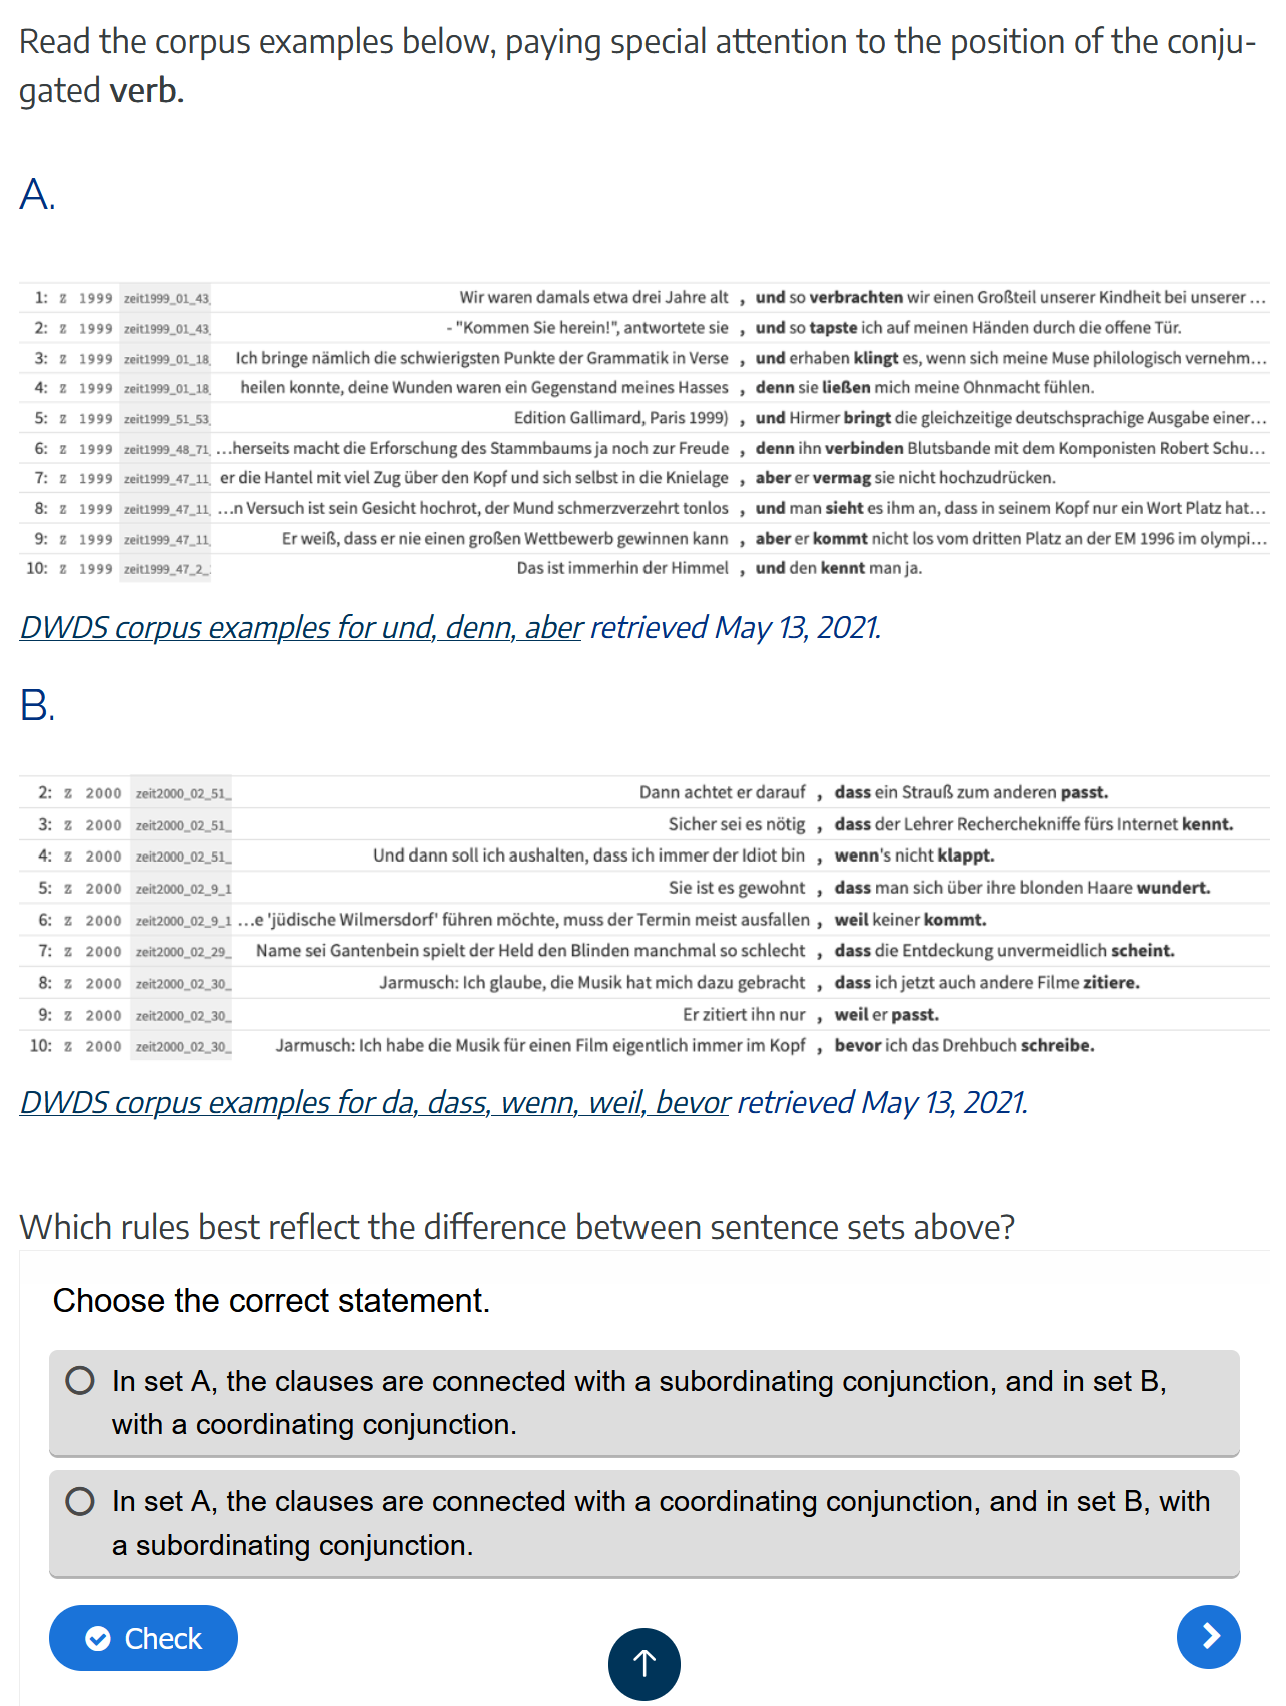 Read the corpus examples below, paying special attention to the position of the conju-
gated verb.
A.
1: Z 1999 zeit1999_01_43, Wir waren damals etwa drei Jahre alt , und so verbrachten wir einen Großteil unserer Kindheit bei unserer ...
2: Z 1999 zeit1999_01_43, - "Kommen Sie herein!", antwortete sie , und so tapste ich auf meinen Händen durch die offene Tür.
3: Z 1999 zeit1999_01_18, Ich bringe nämlich die schwierigsten Punkte der Grammatik in Verse , und erhaben klingt es, wenn sich meine Muse philologisch vernehm...
4: Z 1999 zeit1999_01_18, heilen konnte, deine Wunden waren ein Gegenstand meines Hasses , denn sie ließen mich meine Ohnmacht fühlen.
5: Z 1999 zeit1999_51_53, Edition Gallimard, Paris 1999) , und Hirmer bringt die gleichzeitige deutschsprachige Ausgabe einer...
6: Z 1999 zeit1999_48_71, ...herseits macht die Erforschung des Stammbaums ja noch zur Freude , denn ihn verbinden Blutsbande mit dem Komponisten Robert Schu...
7: Z 1999 zeit1999_47_11, er die Hantel mit viel Zug über den Kopf und sich selbst in die Knielage , aber er vermag sie nicht hochzudrücken.
8: Z 1999 zeit1999_47_11, ...n Versuch ist sein Gesicht hochrot, der Mund schmerzverzehrt tonlos , und man sieht es ihm an, dass in seinem Kopf nur ein Wort Platz hat...
9: Z 1999 zeit1999_47_11, Er weiß, dass er nie einen großen Wettbewerb gewinnen kann , aber er kommt nicht los vom dritten Platz an der EM 1996 im olympi...
10: Z 1999 zeit1999_47_2_: Das ist immerhin der Himmel , und den kennt man ja.
DWDS corpus examples for und, denn, aber retrieved May 13, 2021.
B.
2: Z 2000 zeit2000_02_51_ Dann achtet er darauf , dass ein Strauß zum anderen passt.
3: Z 2000 zeit2000_02_51_ Sicher sei es nötig , dass der Lehrer Recherchekniffe fürs Internet kennt.
4: Z 2000 zeit2000_02_51_ Und dann soll ich aushalten, dass ich immer der Idiot bin , wenn's nicht klappt.
5: Z 2000 zeit2000_02_9_1 Sie ist es gewohnt , dass man sich über ihre blonden Haare wundert.
6: Z 2000 zeit2000_02_9_1 ...e 'jüdische Wilmersdorf' führen möchte, muss der Termin meist ausfallen , weil keiner kommt.
7: Z 2000 zeit2000_02_29_ Name sei Gantenbein spielt der Held den Blinden manchmal so schlecht , dass die Entdeckung unvermeidlich scheint.
8: Z 2000 zeit2000_02_30_ Jarmusch: Ich glaube, die Musik hat mich dazu gebracht , dass ich jetzt auch andere Filme zitiere.
9: Z 2000 zeit2000_02_30_ Er zitiert ihn nur , weil er passt.
10: Z 2000 zeit2000_02_30_ Jarmusch: Ich habe die Musik für einen Film eigentlich immer im Kopf , bevor ich das Drehbuch schreibe.
DWDS corpus examples for da, dass, wenn, weil, bevor retrieved May 13, 2021.
Which rules best reflect the difference between sentence sets above?
Choose the correct statement.
In set A, the clauses are connected with a subordinating conjunction, and in set B,
with a coordinating conjunction.
In set A, the clauses are connected with a coordinating conjunction, and in set B, with
a subordinating conjunction.
Check